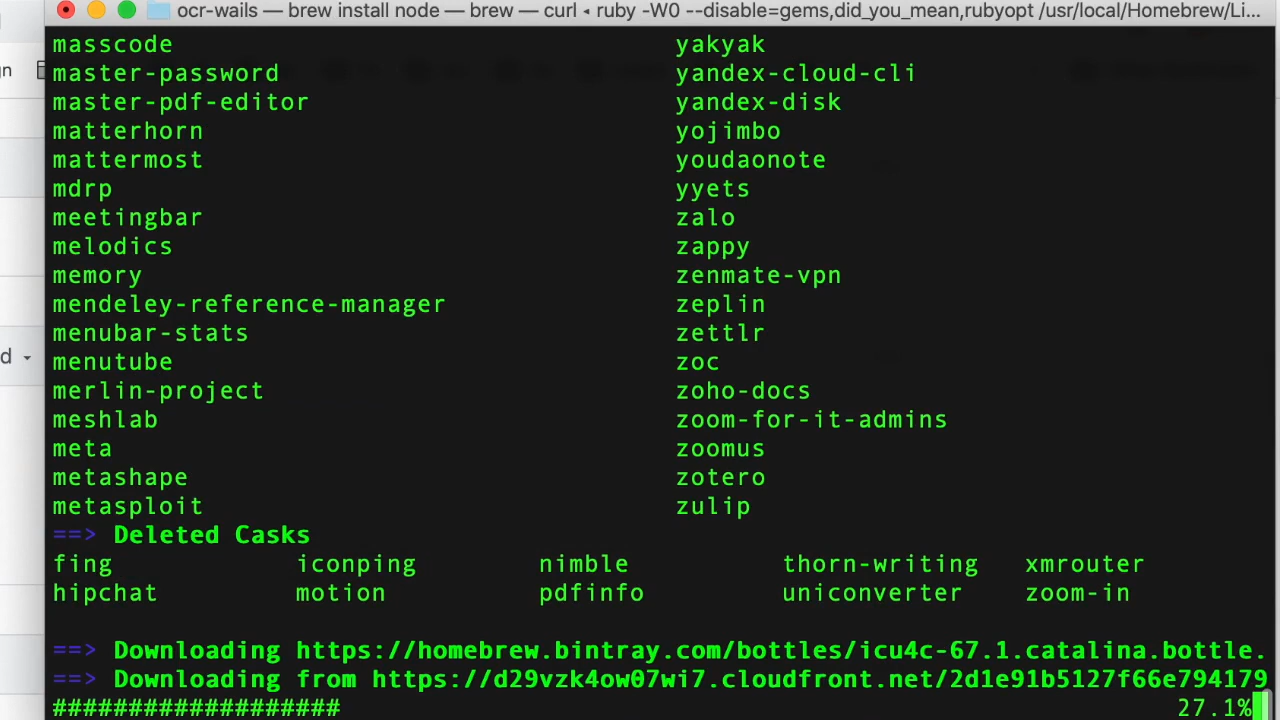 ocr-wails — brew install node — brew — curl ◂ ruby -W0 --disable=gems,did_you_mean,rubyopt /usr/local/Homebrew/Li...
gn
masscode yakyak
master-password yandex-cloud-cli
master-pdf-editor yandex-disk
matterhorn yojimbo
mattermost youdaonote
mdrp yyets
meetingbar zalo
melodics zappy
memory zenmate-vpn
mendeley-reference-manager zeplin
menubar-stats zettlr
d
menutube zoc
merlin-project zoho-docs
meshlab zoom-for-it-admins
meta zoomus
metashape zotero
metasploit zulip
==> Deleted Casks
fing iconping nimble thorn-writing xmrouter
hipchat motion pdfinfo uniconverter zoom-in
==> Downloading https://homebrew.bintray.com/bottles/icu4c-67.1.catalina.bottle.
==> Downloading from https://d29vzk4ow07wi7.cloudfront.net/2d1e91b5127f66e794179
################### 27.1%